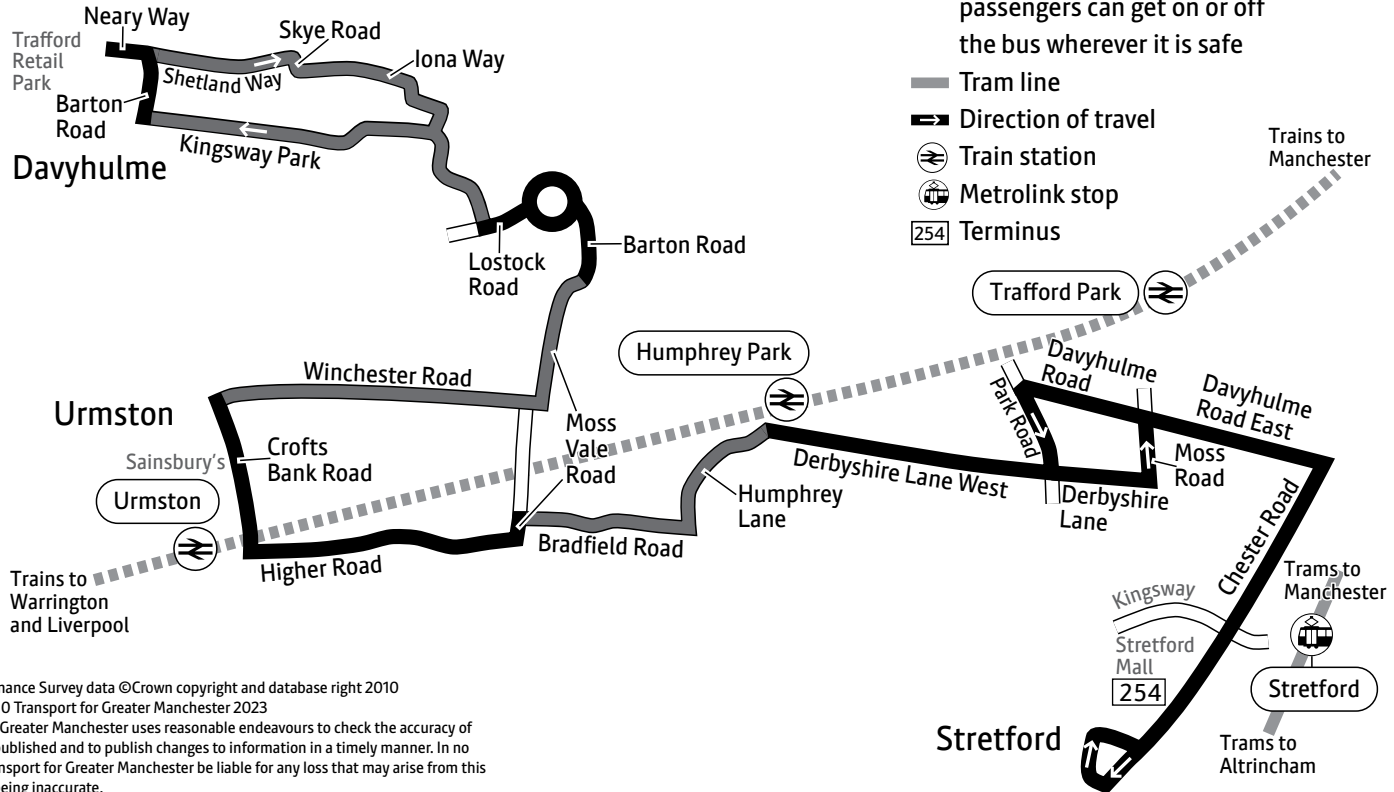 passengers can get on or off
the bus wherever it is safe
Tram line
Direction of travel
Train station
Metrolink stop
254 Terminus
Neary Way
Trafford
Retail
Park
Skye Road
Iona Way
Shetland Way
Barton
Road
Kingsway Park
Davyhulme
Lostock
Road
Barton Road
Trains to
Manchester
Trafford Park
Humphrey Park
Winchester Road
Urmston
Crofts
Bank Road
Sainsbury's
Urmston
Moss
Vale
Road
Davyhulme
Road
Park Road
Davyhulme
Road East
Moss
Road
Derbyshire Lane West
Derbyshire
Lane
Humphrey
Lane
Bradfield Road
Higher Road
Trains to
Warrington
and Liverpool
Chester Road
Trams to
Manchester
Kingsway
Stretford
Mall
254
Stretford
Stretford
Trams to
Altrincham
nance Survey data ©Crown copyright and database right 2010
0 Transport for Greater Manchester 2023
Greater Manchester uses reasonable endeavours to check the accuracy of
published and to publish changes to information in a timely manner. In no
nsport for Greater Manchester be liable for any loss that may arise from this
eing inaccurate.